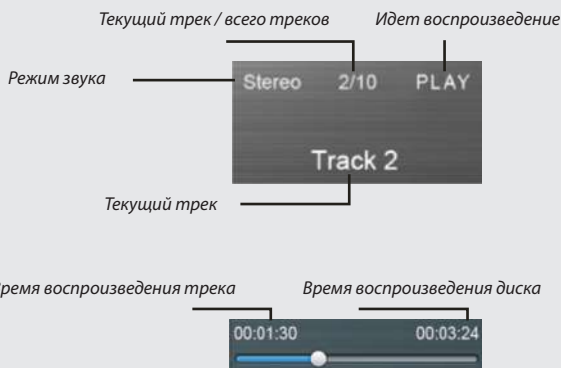 Текущий трек / всего треков Идет воспроизведение
Режим звука
Stereo 2/10 PLAY
Track 2
Текущий трек
ремя воспроизведения трека Время воспроизведения диска
00:01:30 00:03:24